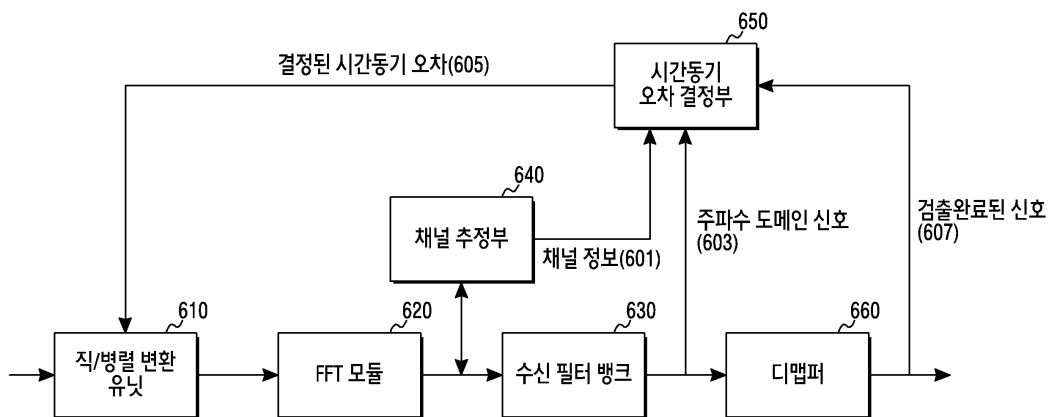 650
시간동기
오차 결정부
결정된 시간동기 오차(605)
640
채널 추정부
채널 정보(601)
주파수 도메인 신호
(603)
검출완료된 신호
(607)
610
직/병렬 변환
유닛
620
FFT 모듈
630
수신 필터 뱅크
660
디맵퍼